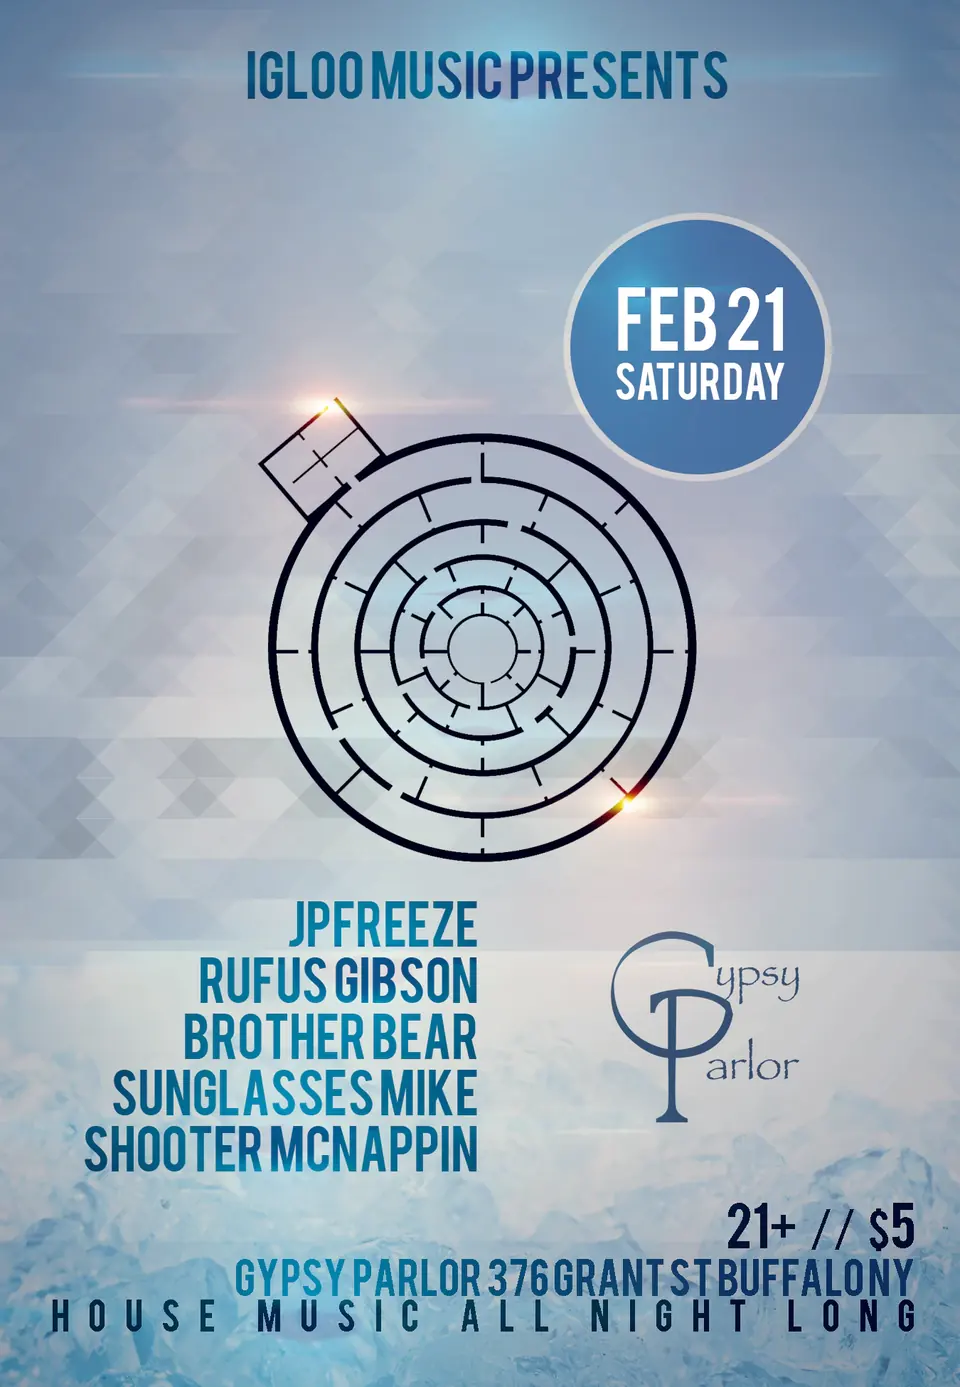 IGLOO MUSIC PRESENTS
FEB 21
SATURDAY
JPFREEZE
RUFUS GIBSON
BROTHER BEAR
SUNGLASSES MIKE
SHOOTER MCNAPPIN
Gypsy
Parlor
21+ // $5
GYPSY PARLOR 376 GRANT ST BUFFALO NY
HOUSE MUSIC ALL NIGHT LONG